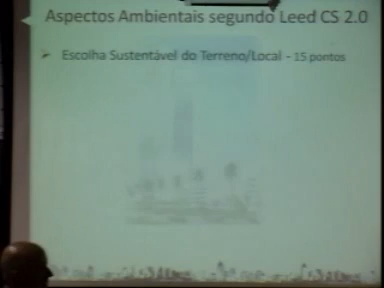 Aspectos Ambientais segundo Leed CS 2.0
➤ Escolha Sustentável do Terreno/Local - 15 pontos